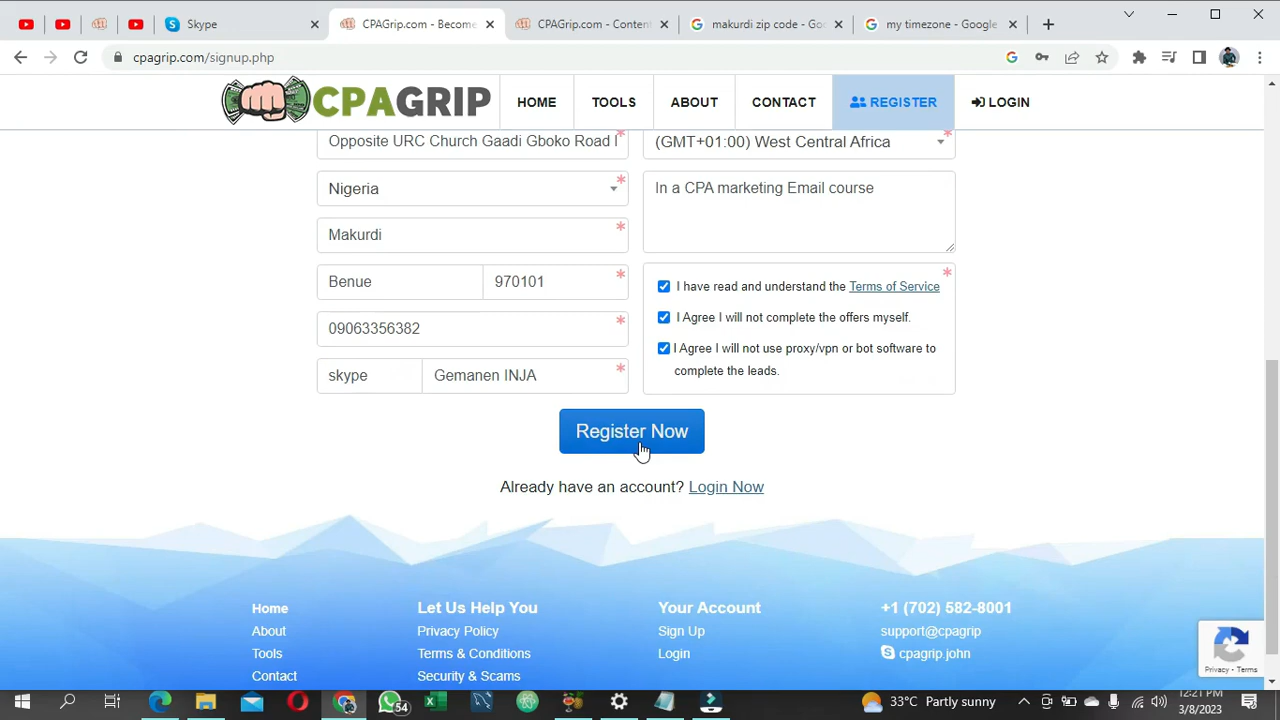 Skype
CPAGrip.com - Become
CPAGrip.com - Content
makurdi zip code - Goo
my timezone - Google
cpagrip.com/signup.php
CPAGRIP
HOME
TOOLS
ABOUT
CONTACT
REGISTER
LOGIN
Opposite URC Church Gaadi Gboko Road
(GMT+01:00) West Central Africa
Nigeria
In a CPA marketing Email course
Makurdi
Benue
970101
I have read and understand the Terms of Service
I Agree I will not complete the offers myself.
09063356382
I Agree I will not use proxy/vpn or bot software to
complete the leads.
skype
Gemanen INJA
Register Now
Already have an account? Login Now
Home
About
Tools
Contact
Let Us Help You
Privacy Policy
Terms & Conditions
Security & Scams
Your Account
Sign Up
Login
+1 (702) 582-8001
support@cpagrip
cpagrip.john
Privacy - Terms
54
33°C Partly sunny
12:21 PM
3/8/2023